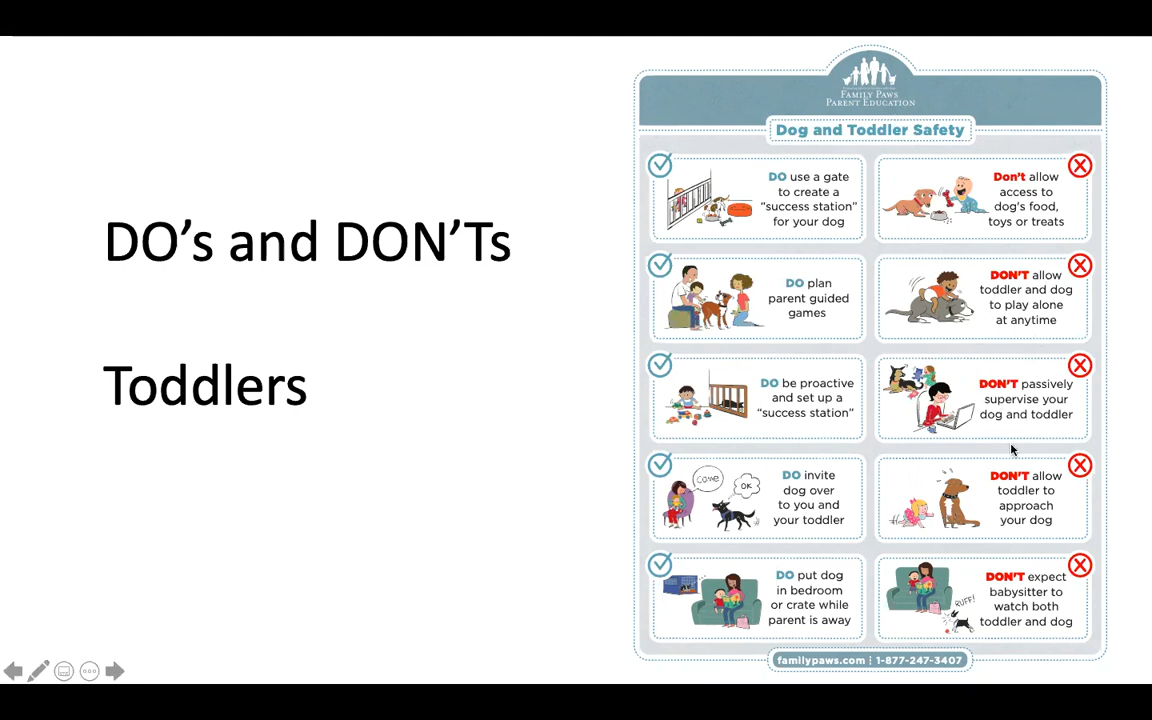 DO’s and DON’Ts
Toddlers
FAMILY PAWS
PARENT EDUCATION
Dog and Toddler Safety
DO use a gate
to create a
“success station”
for your dog
Don't allow
access to
dog's food,
toys or treats
DO plan
parent guided
games
DON'T allow
toddler and dog
to play alone
at anytime
DO be proactive
and set up a
“success station”
DON'T passively
supervise your
dog and toddler
come
OK
DO invite
dog over
to you and
your toddler
DON'T allow
toddler to
approach
your dog
DO put dog
in bedroom
or crate while
parent is away
RUFF!
DON'T expect
babysitter to
watch both
toddler and dog
familypaws.com | 1-877-247-3407